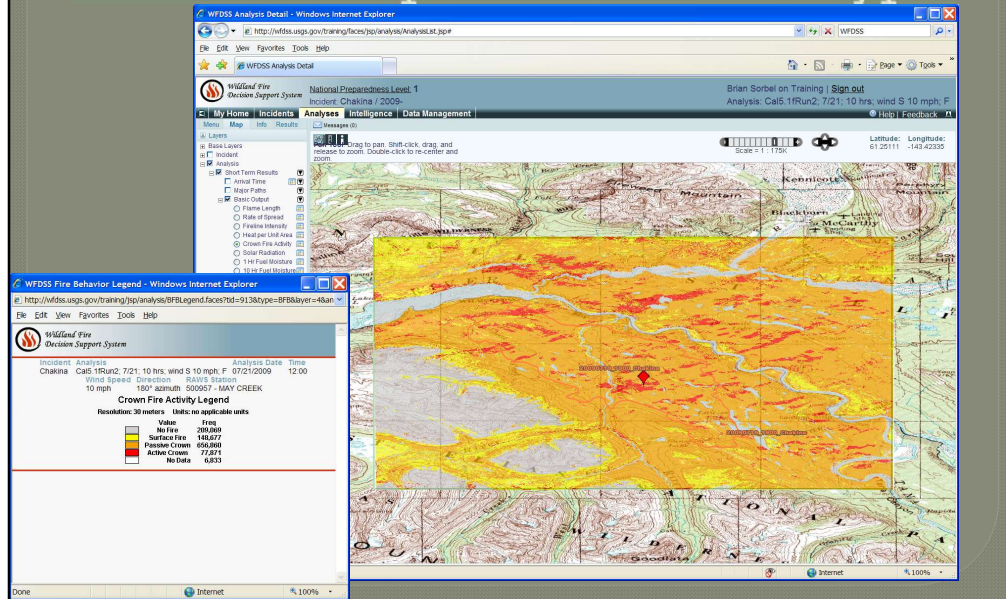 WFDSS Analysis Detail - Windows Internet Explorer
http://wfdss.usgs.gov/training/faces/jsp/analysis/AnalysisList.jsp#
WFDSS
File Edit View Favorites Tools Help
WFDSS Analysis Detail
Page Tools
Wildland Fire
Decision Support System
National Preparedness Level: 1
Incident: Chakina / 2009-
Brian Sorbel on Training | Sign out
Analysis: Cal5.1fRun2; 7/21; 10 hrs; wind S 10 mph; F
My Home Incidents Analyses Intelligence Data Management
Help | Feedback
Menu Map Info Results
Messages (0)
Layers
Base Layers
Incident
Analysis
Short Term Results
Arrival Time
Major Paths
Basic Output
Flame Length
Rate of Spread
Fireline Intensity
Heat per Unit Area
Crown Fire Activity
Solar Radiation
1 Hr Fuel Moisture
10 Hr Fuel Moisture
Drag to pan. Shift-click, drag, and
release to zoom. Double-click to re-center and
zoom.
Scale = 1 : 175K
Latitude: Longitude:
61.25111 -143.42335
Kennicott
Mountain
Blackburn
McCarthy
WILDERNESS
20090714_2300_Chakina
WILDERNESS
Internet
100%
WFDSS Fire Behavior Legend - Windows Internet Explorer
http://wfdss.usgs.gov/training/jsp/analysis/BFBLegend.faces?tid=913&type=BFB&layer=4&an
File Edit View Favorites Tools Help
Wildland Fire
Decision Support System
Incident Analysis Analysis Date Time
Chakina Cal5.1fRun2; 7/21; 10 hrs; wind S 10 mph; F 07/21/2009 12:00
Wind Speed Direction RAWS Station
10 mph 180° azimuth 500957 - MAY CREEK
Crown Fire Activity Legend
Resolution: 30 meters Units: no applicable units
Value Freq
No Fire 209,069
Surface Fire 148,677
Passive Crown 656,860
Active Crown 77,871
No Data 6,833
Done
Internet
100%